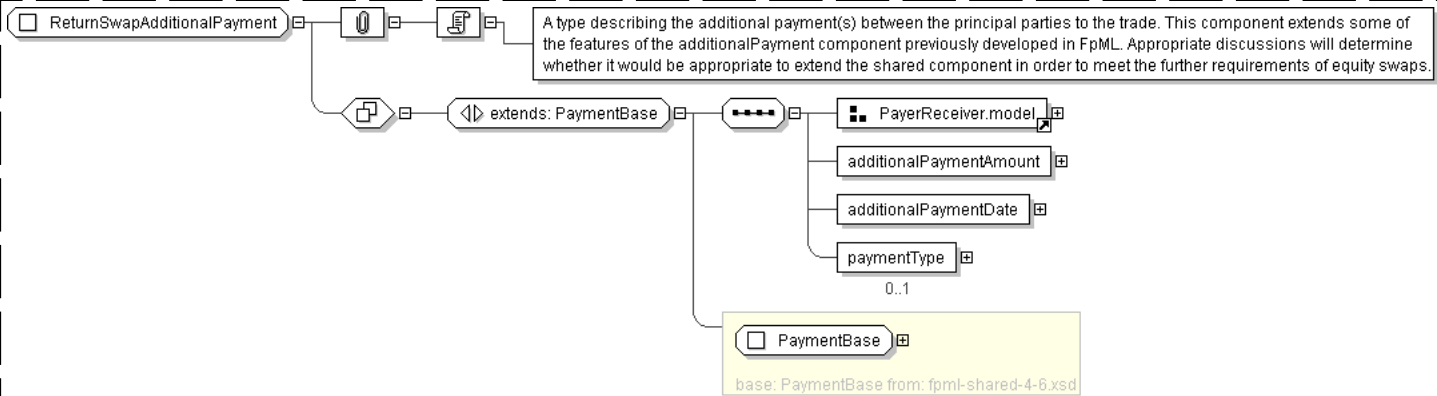 ReturnSwapAdditionalPayment
A type describing the additional payment(s) between the principal parties to the trade. This component extends some of
the features of the additionalPayment component previously developed in FpML. Appropriate discussions will determine
whether it would be appropriate to extend the shared component in order to meet the further requirements of equity swaps.
extends: PaymentBase
PayerReceiver.model
additionalPaymentAmount
additionalPaymentDate
paymentType
0..1
PaymentBase
base: PaymentBase from: fpml-shared-4-6.xsd